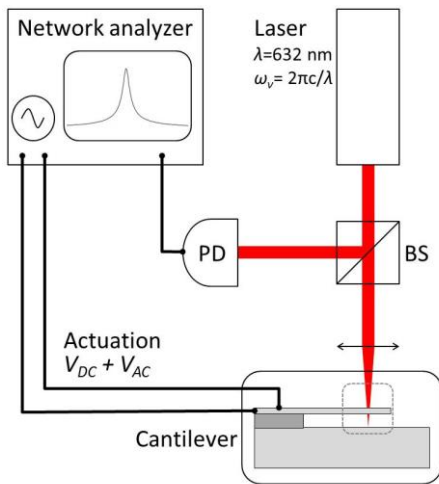 Network analyzer
Laser
λ=632 nm
ω_v = 2πc/λ
PD
BS
Actuation
V_DC + V_AC
Cantilever